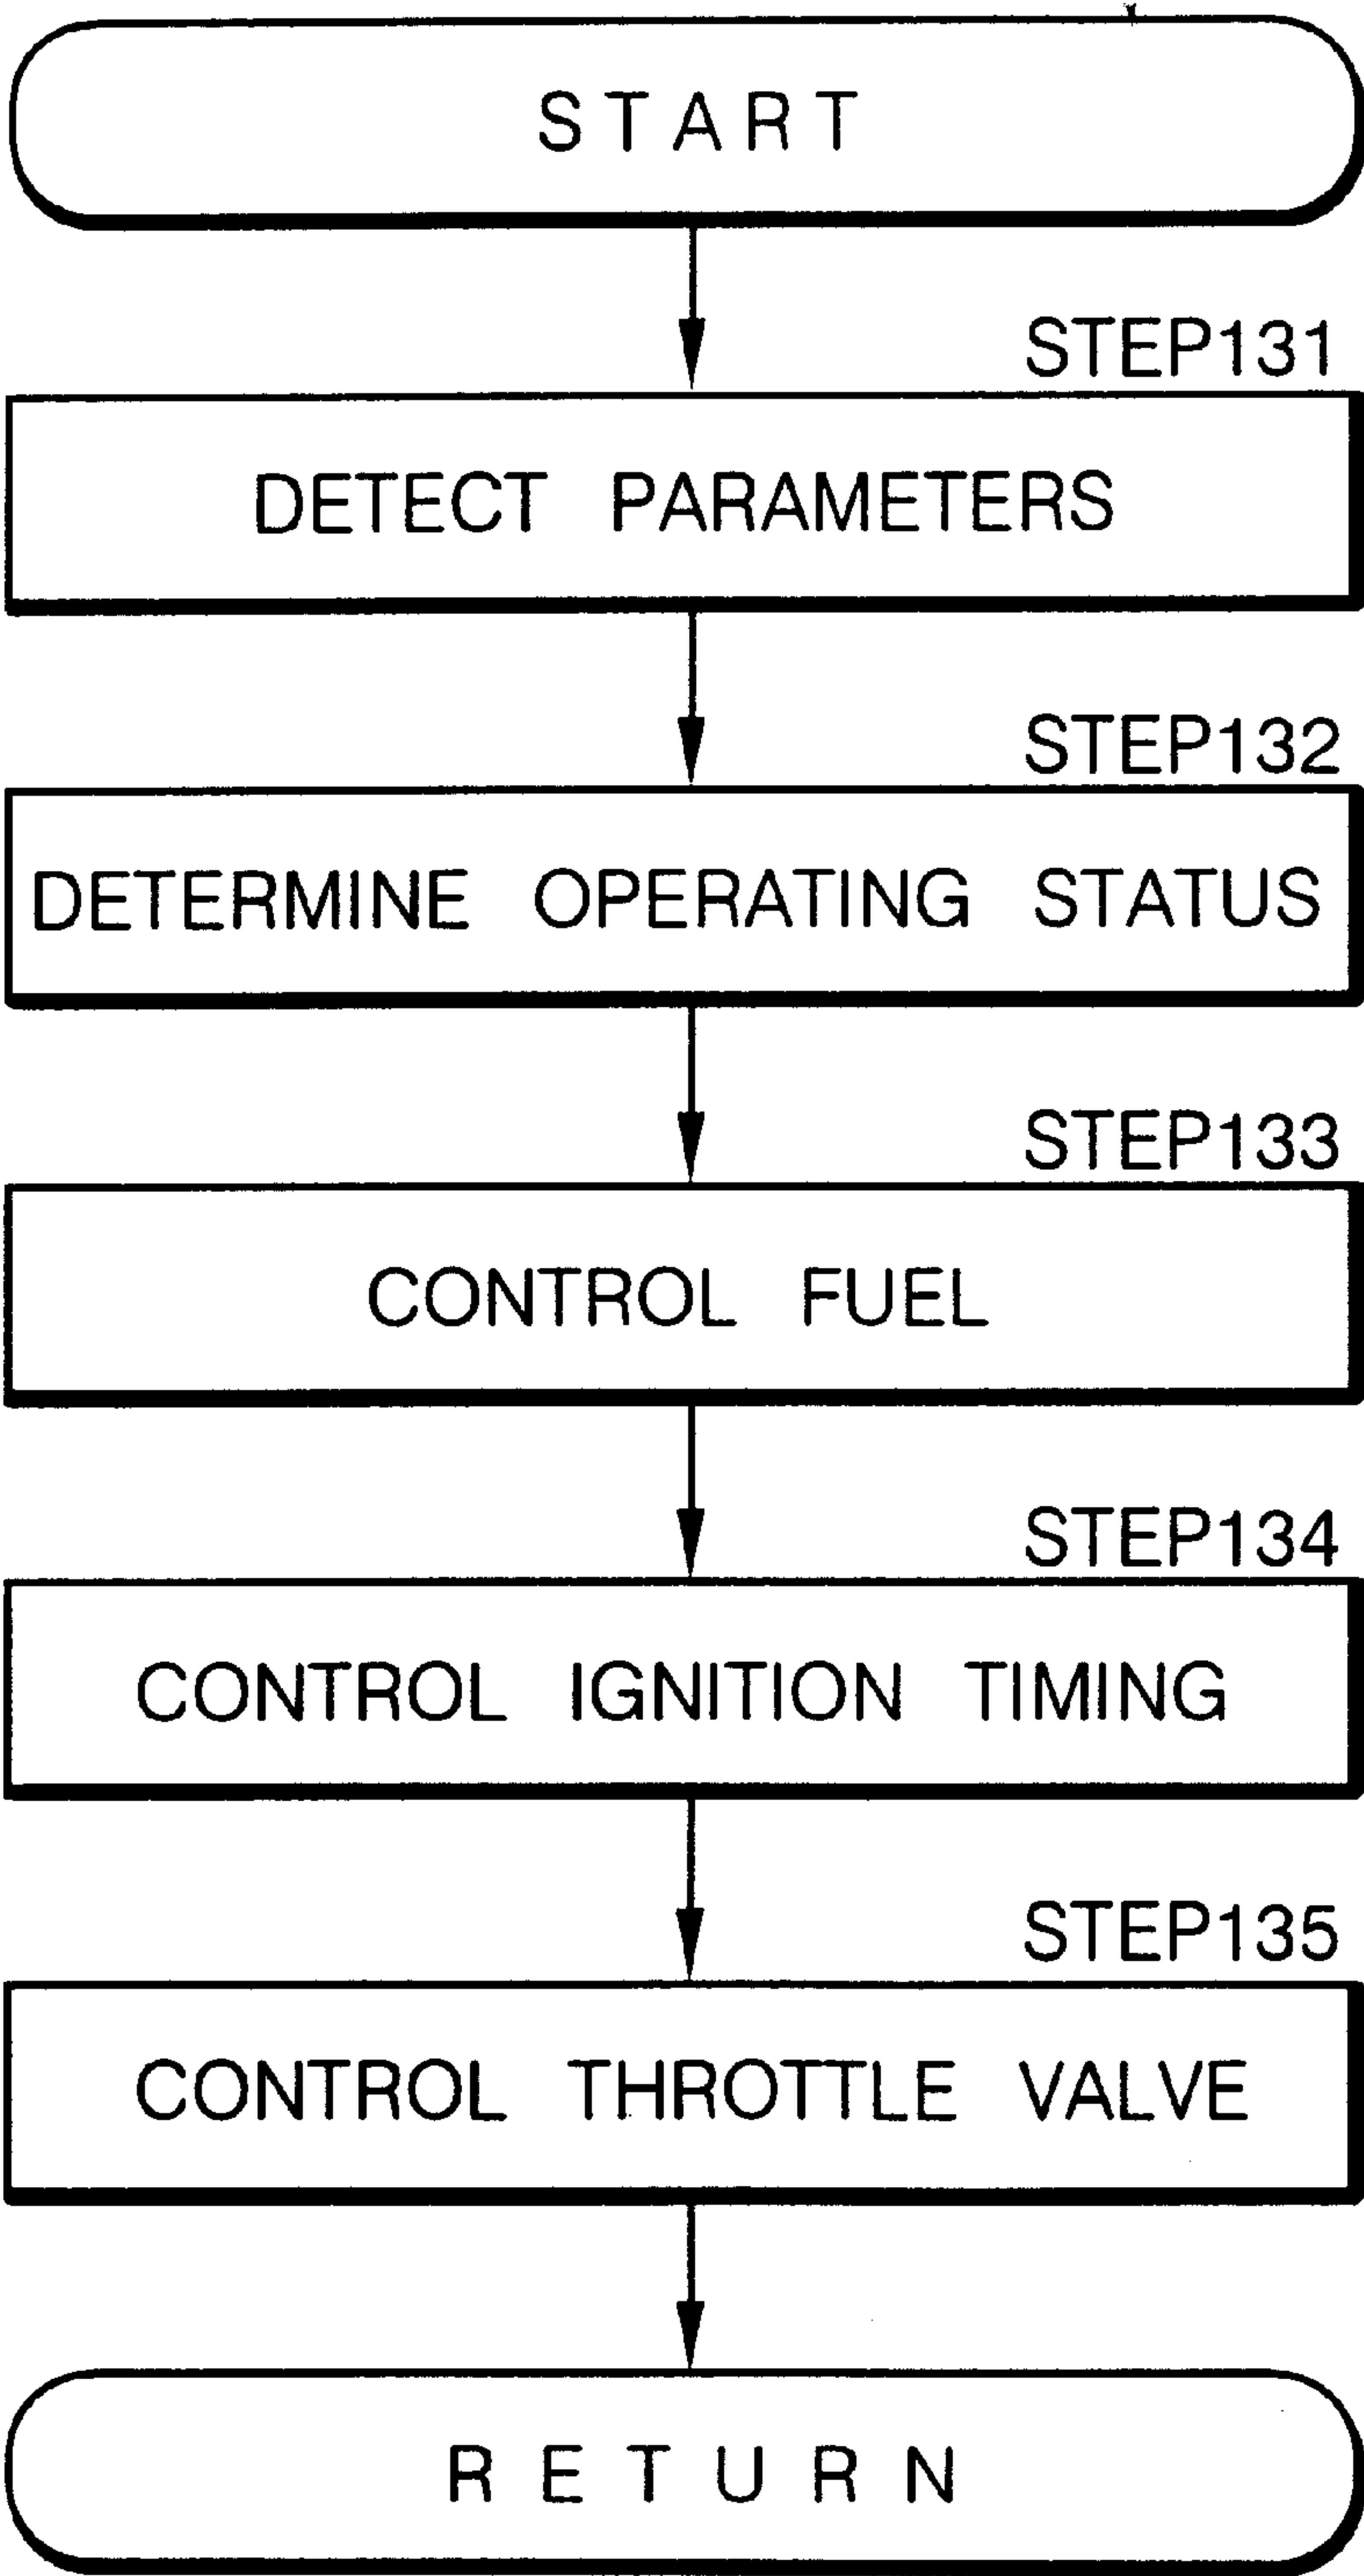 START
STEP131
DETECT PARAMETERS
STEP132
DETERMINE OPERATING STATUS
STEP133
CONTROL FUEL
STEP134
CONTROL IGNITION TIMING
STEP135
CONTROL THROTTLE VALVE
RETURN